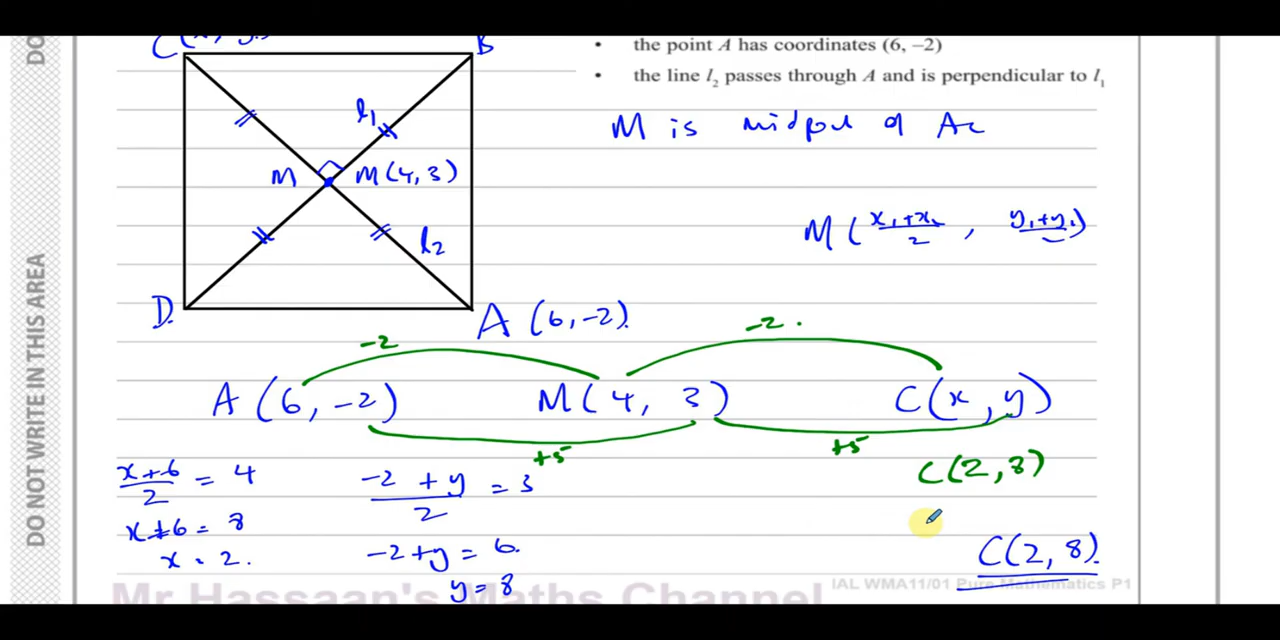 DO NOT WRITE IN THIS AREA
DO
• the point A has coordinates (6, −2)
• the line l₂ passes through A and is perpendicular to l₁
B
l₁
M
M(4, 3)
l₂
D.
A (6, −2).
M is midpoi of AC
M ( x₁+x₂/2 , y₁+y₁/2 )
−2
−2 .
A (6, −2)
M( 4, 3 )
C(x, y)
+5
+5
C(2, 8)
x+6/2 = 4
x+6 = 8
x = 2.
−2 + y/2 = 3
−2+y = 6.
y = 8
C(2, 8).
Mr Hassaan's Maths Channel
IAL WMA11/01 Pure Mathematics P1